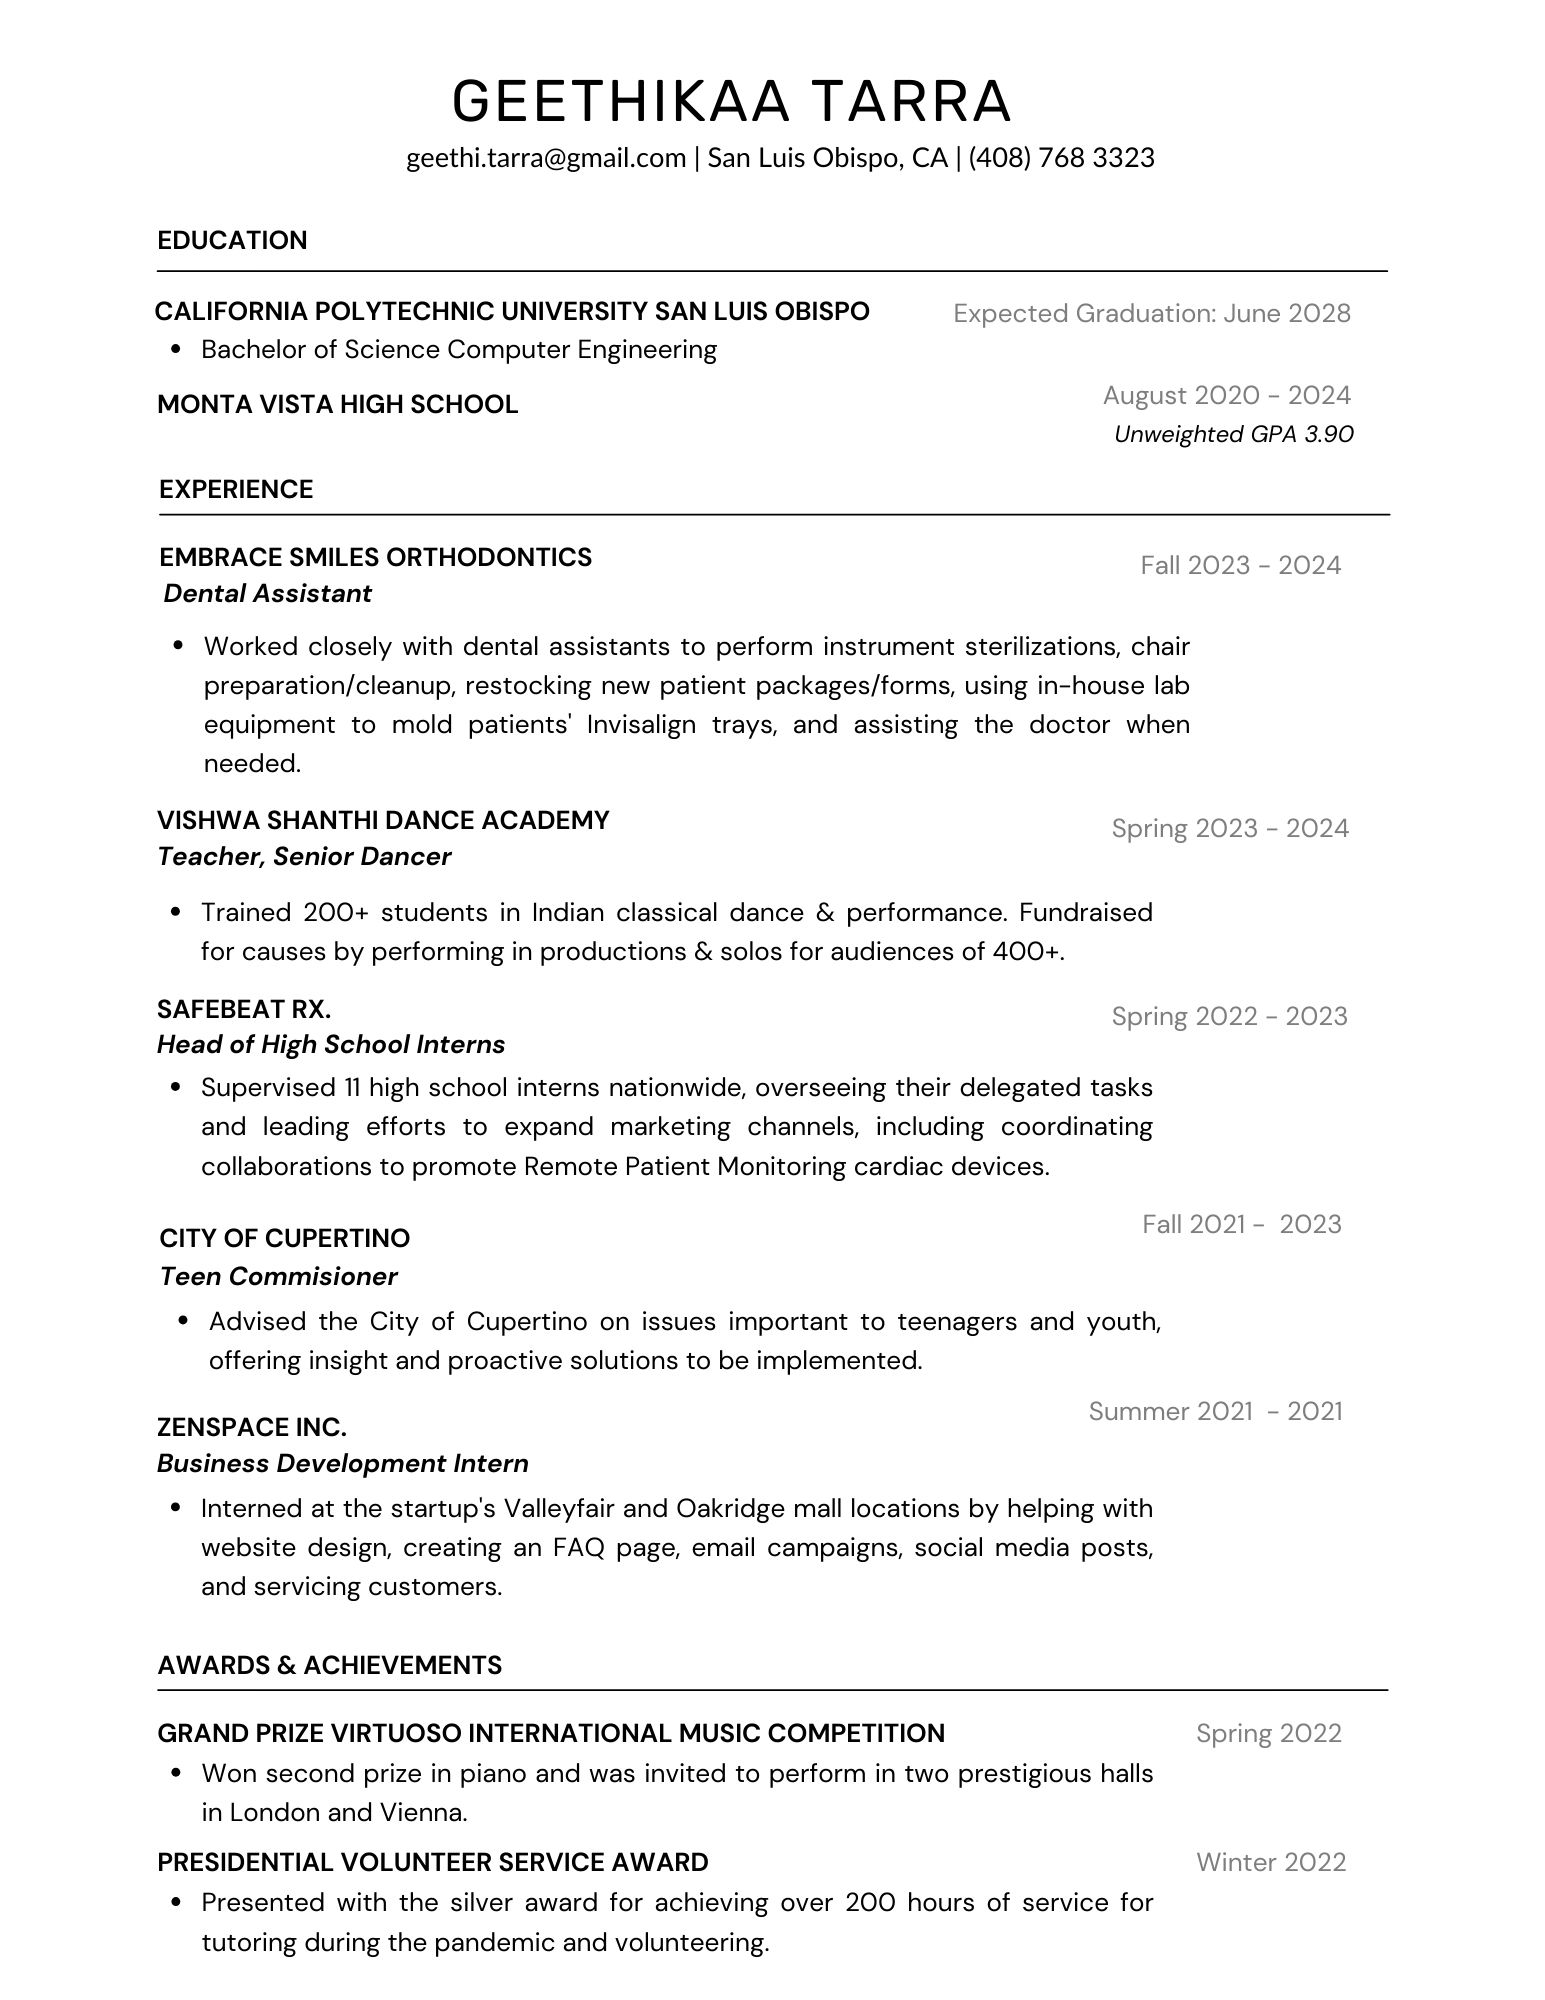 GEETHIKAA TARRA
geethi.tarra@gmail.com | San Luis Obispo, CA | (408) 768 3323
EDUCATION
CALIFORNIA POLYTECHNIC UNIVERSITY SAN LUIS OBISPO Expected Graduation: June 2028
• Bachelor of Science Computer Engineering
MONTA VISTA HIGH SCHOOL August 2020 - 2024
Unweighted GPA 3.90
EXPERIENCE
EMBRACE SMILES ORTHODONTICS Fall 2023 - 2024
Dental Assistant
• Worked closely with dental assistants to perform instrument sterilizations, chair
preparation/cleanup, restocking new patient packages/forms, using in-house lab
equipment to mold patients' Invisalign trays, and assisting the doctor when
needed.
VISHWA SHANTHI DANCE ACADEMY Spring 2023 - 2024
Teacher, Senior Dancer
• Trained 200+ students in Indian classical dance & performance. Fundraised
for causes by performing in productions & solos for audiences of 400+.
SAFEBEAT RX. Spring 2022 - 2023
Head of High School Interns
• Supervised 11 high school interns nationwide, overseeing their delegated tasks
and leading efforts to expand marketing channels, including coordinating
collaborations to promote Remote Patient Monitoring cardiac devices.
CITY OF CUPERTINO Fall 2021 - 2023
Teen Commisioner
• Advised the City of Cupertino on issues important to teenagers and youth,
offering insight and proactive solutions to be implemented.
ZENSPACE INC. Summer 2021 - 2021
Business Development Intern
• Interned at the startup's Valleyfair and Oakridge mall locations by helping with
website design, creating an FAQ page, email campaigns, social media posts,
and servicing customers.
AWARDS & ACHIEVEMENTS
GRAND PRIZE VIRTUOSO INTERNATIONAL MUSIC COMPETITION Spring 2022
• Won second prize in piano and was invited to perform in two prestigious halls
in London and Vienna.
PRESIDENTIAL VOLUNTEER SERVICE AWARD Winter 2022
• Presented with the silver award for achieving over 200 hours of service for
tutoring during the pandemic and volunteering.